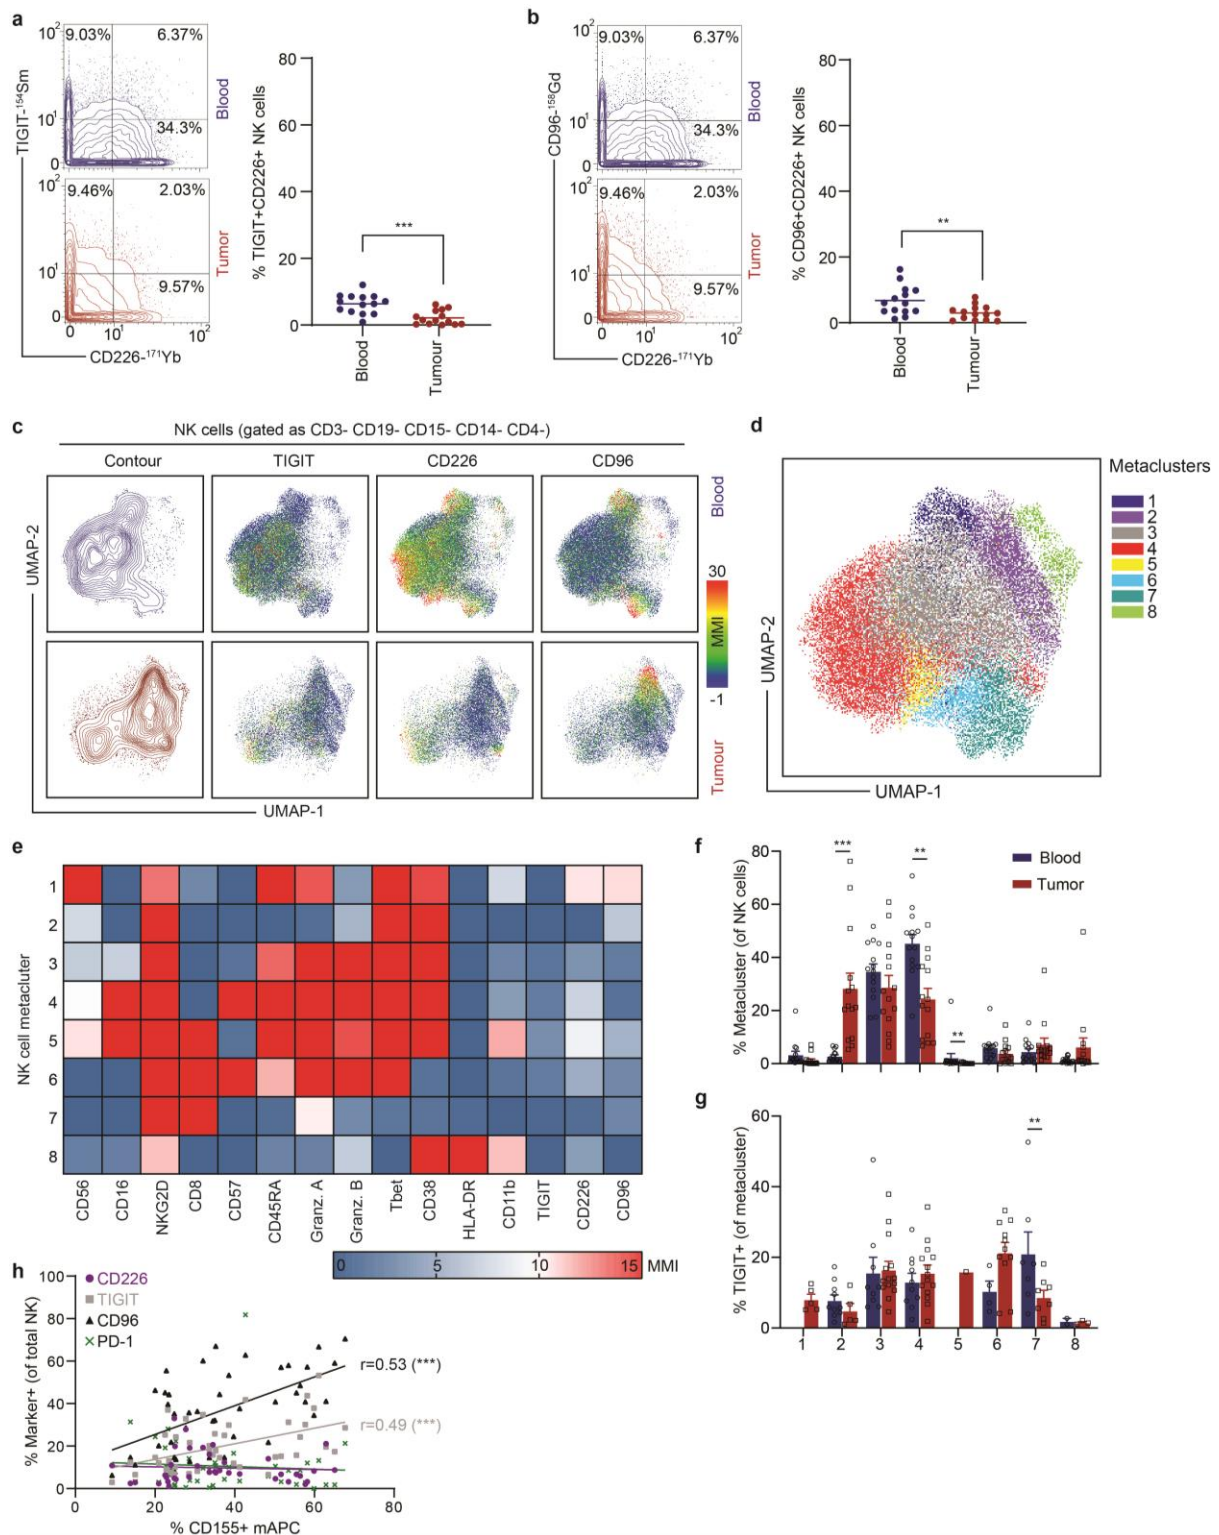 a
10²
9.03%
6.37%
TIGIT-¹⁵⁴Sm
Blood
10¹
34.3%
0
10²
9.46%
2.03%
Tumor
10¹
9.57%
0
0
10¹
10²
CD226-¹⁷¹Yb
% TIGIT+CD226+ NK cells
80
60
40
20
0
***
Blood
Tumour
b
10²
9.03%
6.37%
CD96-¹⁵⁸Gd
Blood
10¹
34.3%
0
10²
9.46%
2.03%
Tumor
10¹
9.57%
0
0
10¹
10²
CD226-¹⁷¹Yb
% CD96+CD226+ NK cells
80
60
40
20
0
**
Blood
Tumour
c
NK cells (gated as CD3- CD19- CD15- CD14- CD4-)
Contour
TIGIT
CD226
CD96
Blood
UMAP-2
30
MMI
-1
Tumour
UMAP-1
d
Metaclusters
1
2
3
4
5
6
7
8
UMAP-2
UMAP-1
e
NK cell metacluter
1
2
3
4
5
6
7
8
CD56
CD16
NKG2D
CD8
CD57
CD45RA
Granz. A
Granz. B
Tbet
CD38
HLA-DR
CD11b
TIGIT
CD226
CD96
0
5
10
15
MMI
f
% Metacluster (of NK cells)
80
60
40
20
0
***
**
**
Blood
Tumor
g
% TIGIT+ (of metacluster)
60
40
20
0
**
1
2
3
4
5
6
7
8
h
% Marker+ (of total NK)
100
80
60
40
20
0
CD226
TIGIT
CD96
PD-1
r=0.53 (***)
r=0.49 (***)
0
20
40
60
80
% CD155+ mAPC